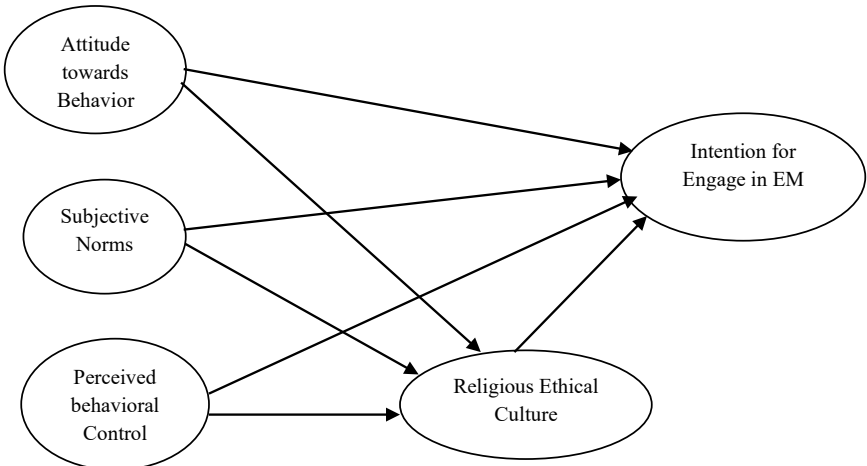 Attitude
towards
Behavior
Intention for
Engage in EM
Subjective
Norms
Perceived
behavioral
Control
Religious Ethical
Culture